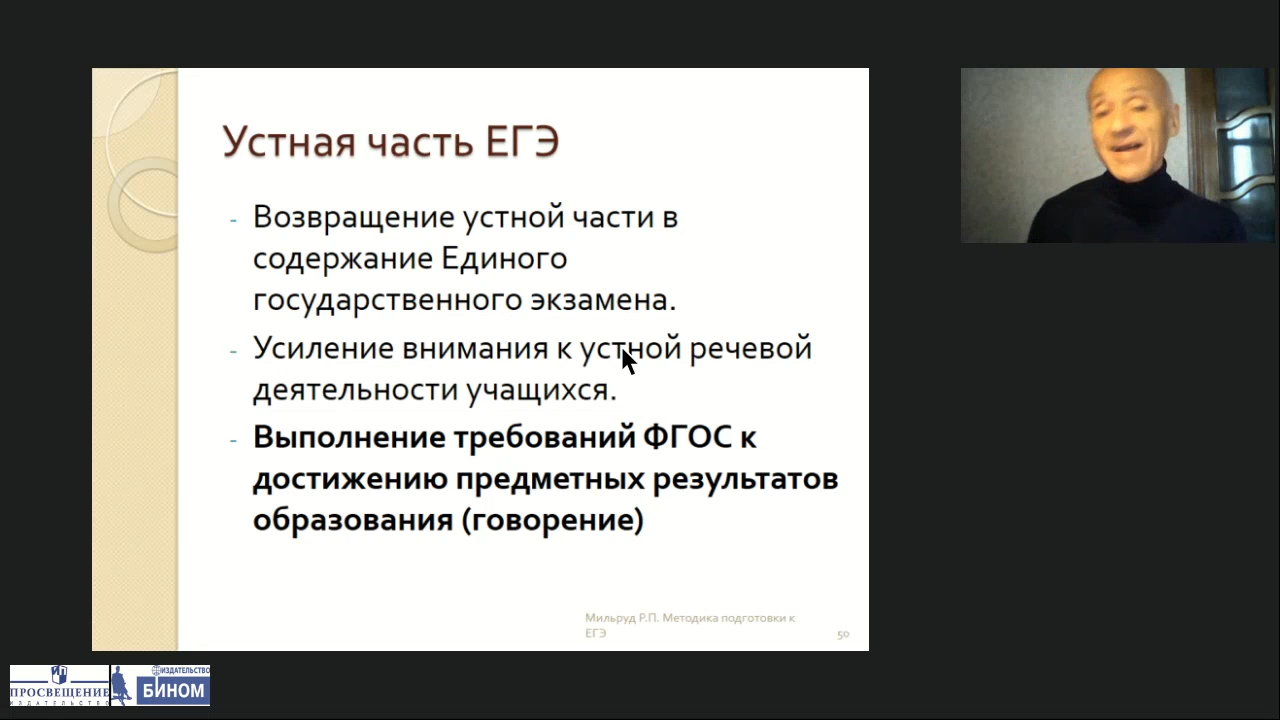 Устная часть ЕГЭ
- Возвращение устной части в
содержание Единого
государственного экзамена.
- Усиление внимания к устной речевой
деятельности учащихся.
- Выполнение требований ФГОС к
достижению предметных результатов
образования (говорение)
Мильруд Р.П. Методика подготовки к
ЕГЭ
50
ПРОСВЕЩЕНИЕ
ИЗДАТЕЛЬСТВО
ИЗДАТЕЛЬСТВО
БИНОМ